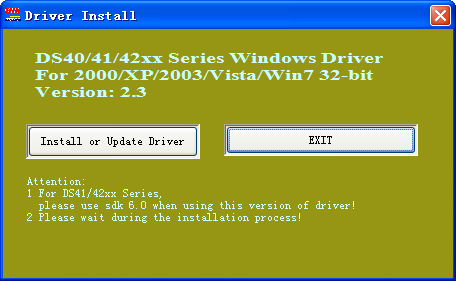 Driver Install
DS40/41/42xx Series Windows Driver
For 2000/XP/2003/Vista/Win7 32-bit
Version: 2.3
Install or Update Driver
EXIT
Attention:
1 For DS41/42xx Series,
please use sdk 6.0 when using this version of driver!
2 Please wait during the installation process!